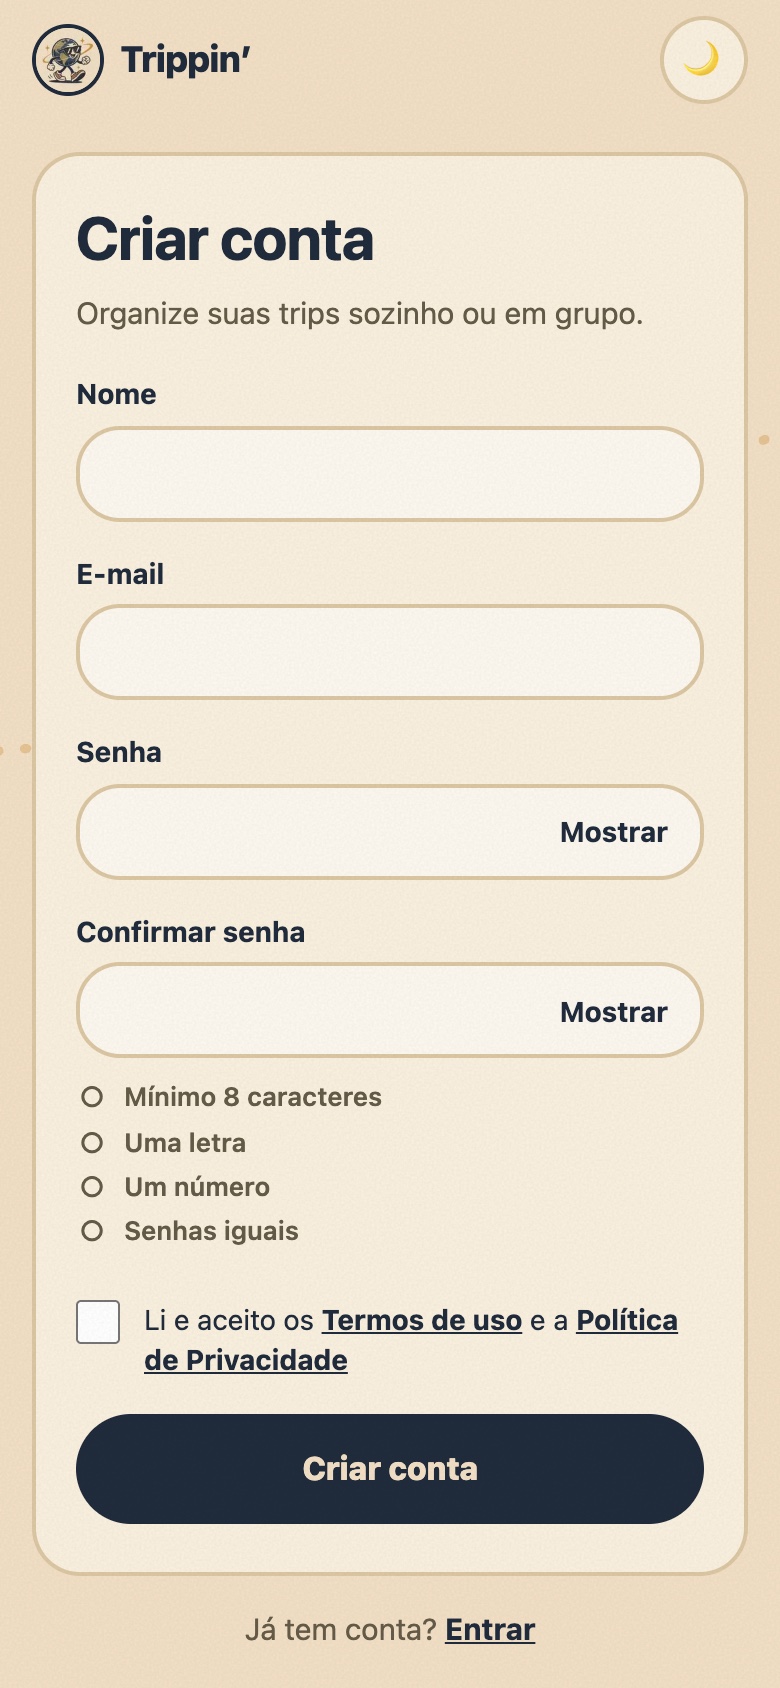 Trippin’
Criar conta
Organize suas trips sozinho ou em grupo.
Nome
E-mail
Senha
Mostrar
Confirmar senha
Mostrar
Mínimo 8 caracteres
Uma letra
Um número
Senhas iguais
Li e aceito os Termos de uso e a Política
de Privacidade
Criar conta
Já tem conta? Entrar